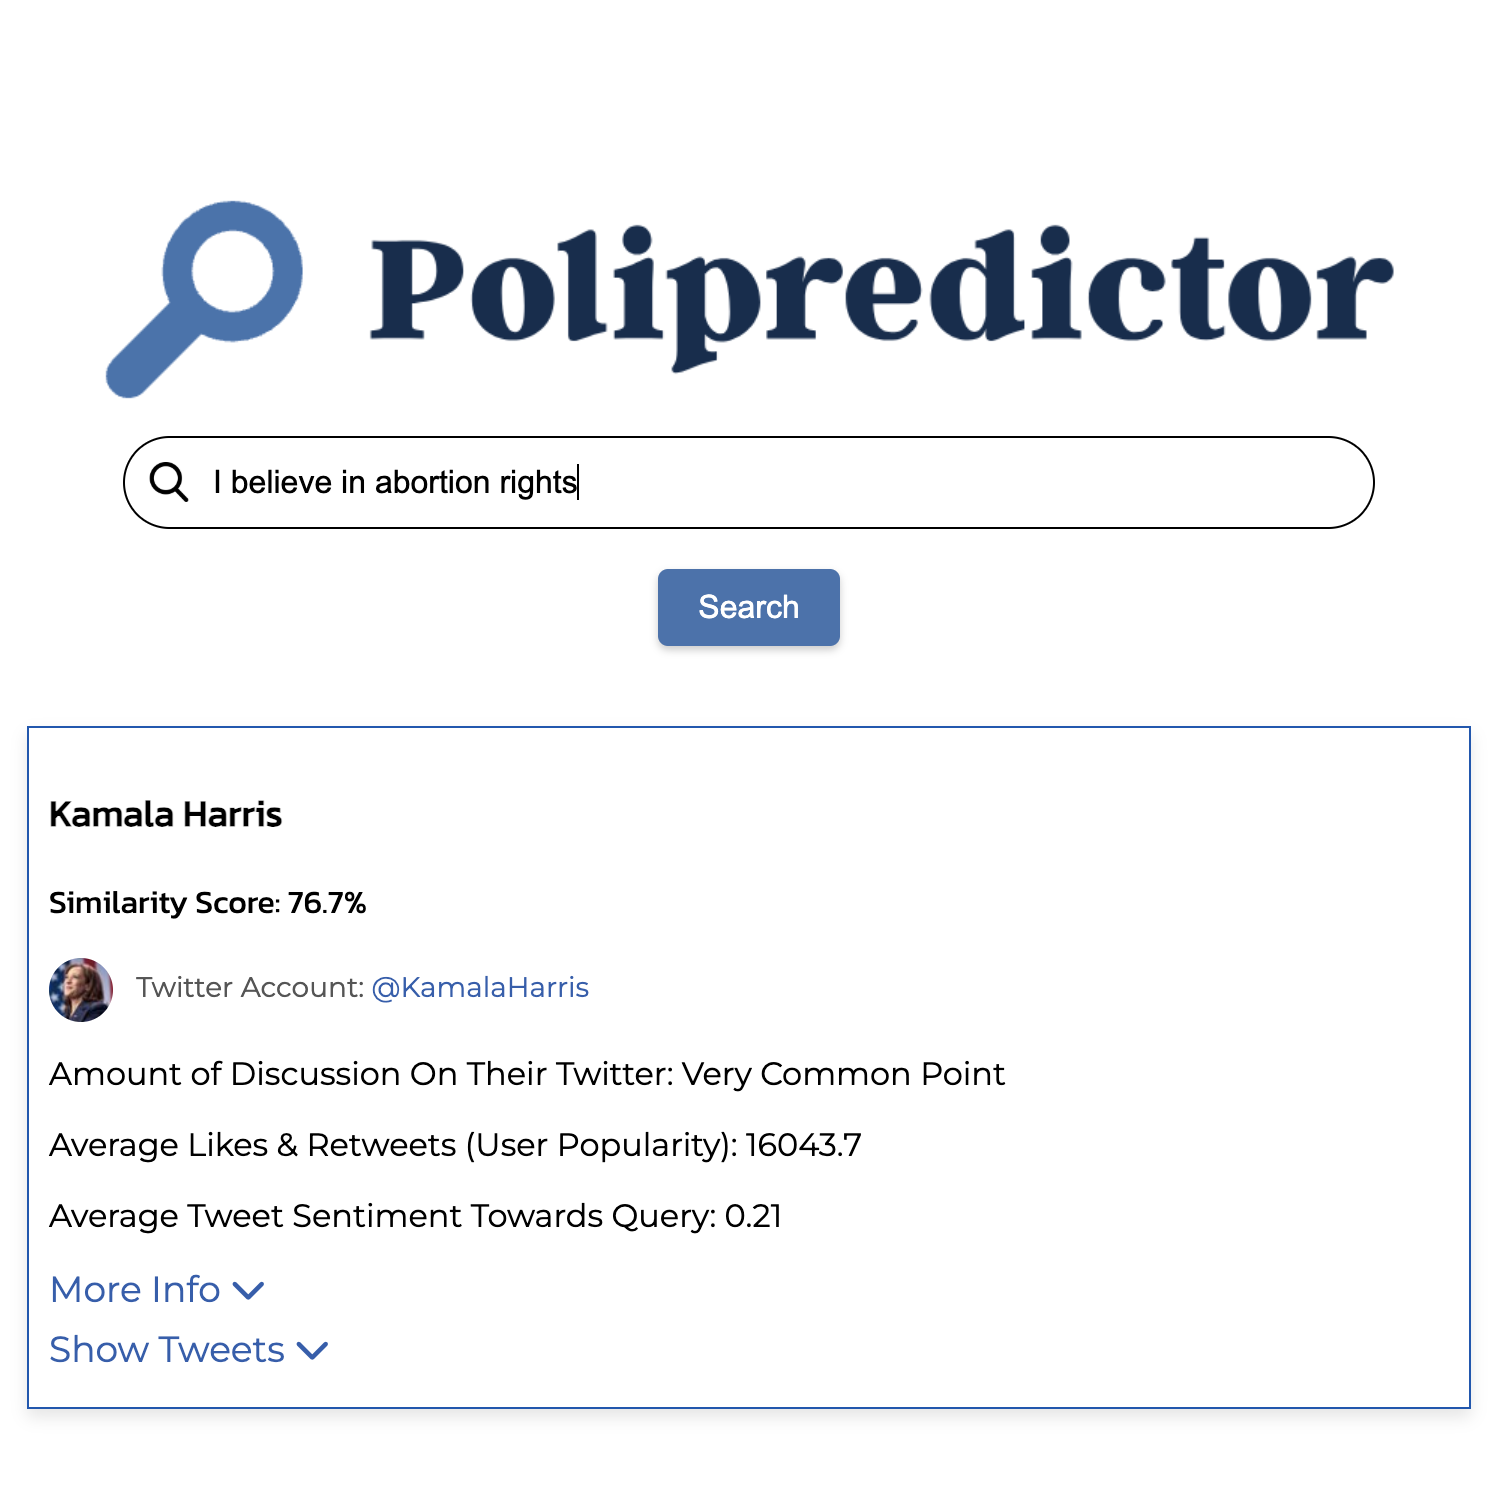 Polipredictor
I believe in abortion rights
Search
Kamala Harris
Similarity Score: 76.7%
Twitter Account: @KamalaHarris
Amount of Discussion On Their Twitter: Very Common Point
Average Likes & Retweets (User Popularity): 16043.7
Average Tweet Sentiment Towards Query: 0.21
More Info
Show Tweets